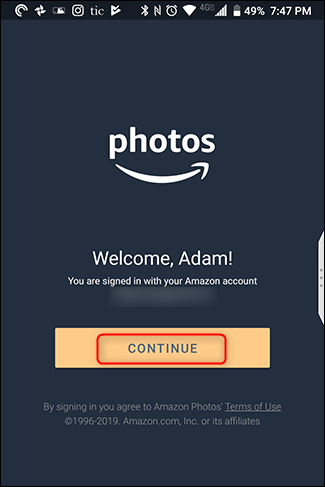 tic 4G 49% 7:47 PM
photos
Welcome, Adam!
You are signed in with your Amazon account
CONTINUE
By signing in you agree to Amazon Photos' Terms of Use
©1996-2019. Amazon.com, Inc. or its affiliates